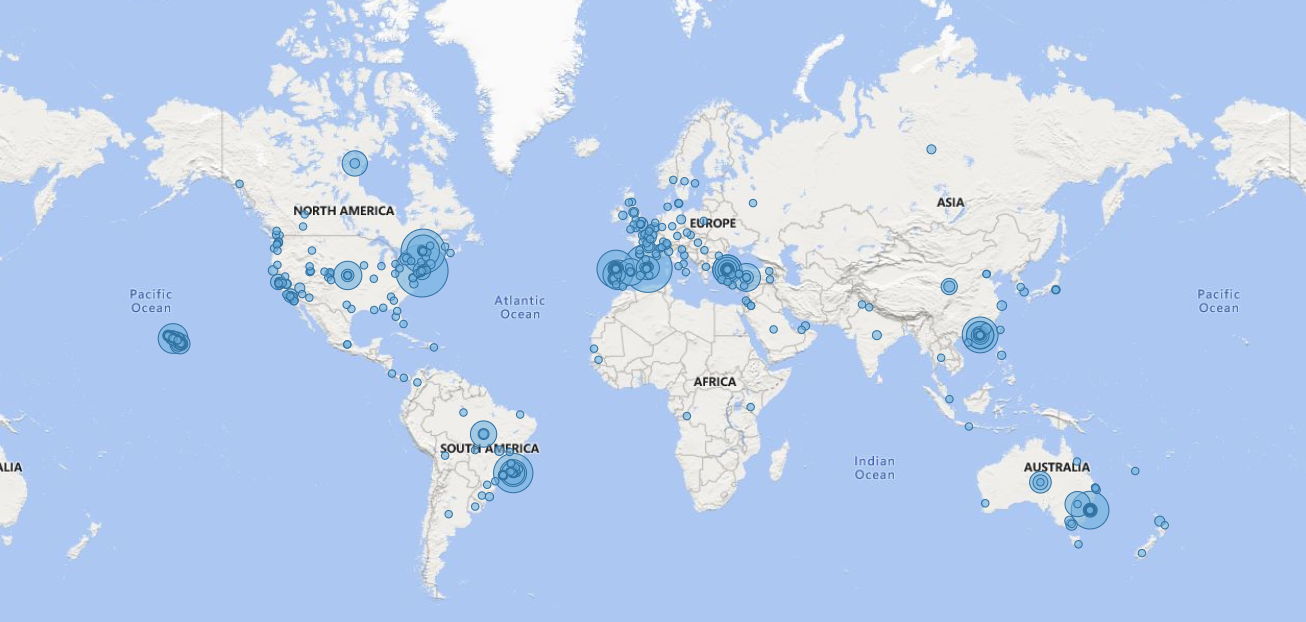 NORTH AMERICA
EUROPE
ASIA
Pacific
Ocean
Atlantic
Ocean
Pacific
Ocean
AFRICA
SOUTH AMERICA
Indian
Ocean
ALIA
AUSTRALIA